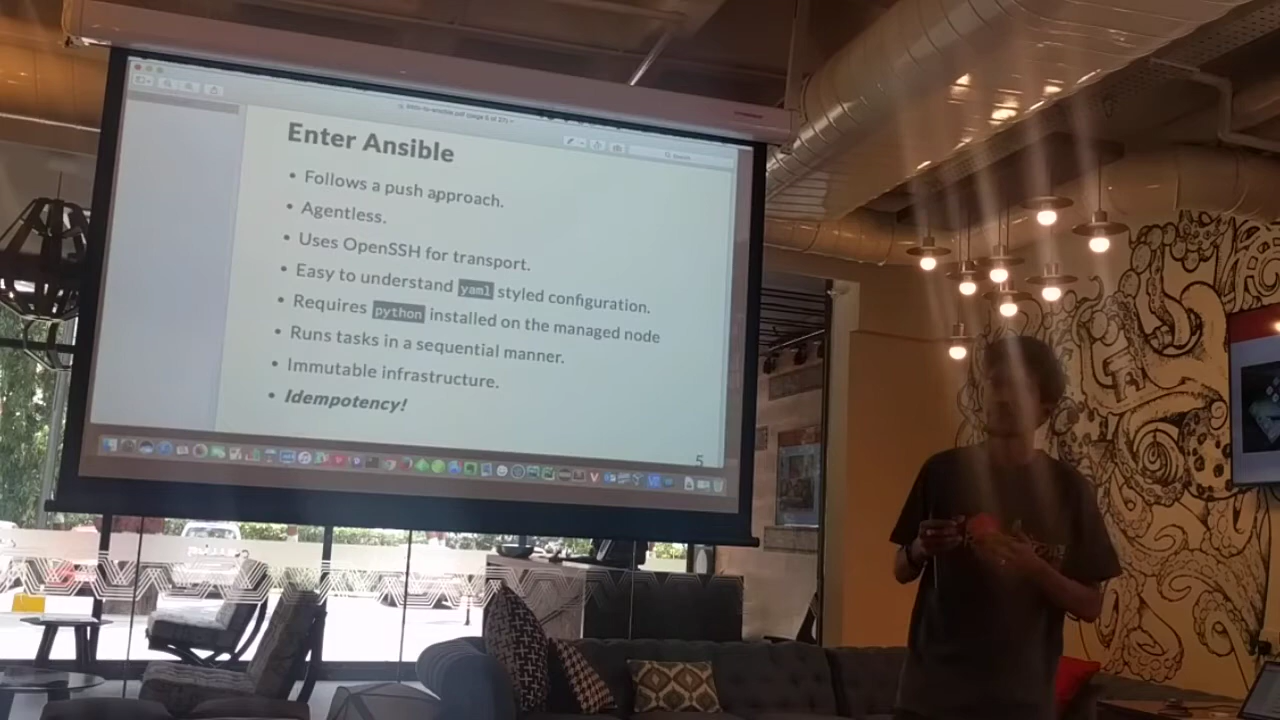 Enter Ansible
• Follows a push approach.
• Agentless.
• Uses OpenSSH for transport.
• Easy to understand yaml styled configuration.
• Requires python installed on the managed node
• Runs tasks in a sequential manner.
• Immutable infrastructure.
• Idempotency!
5